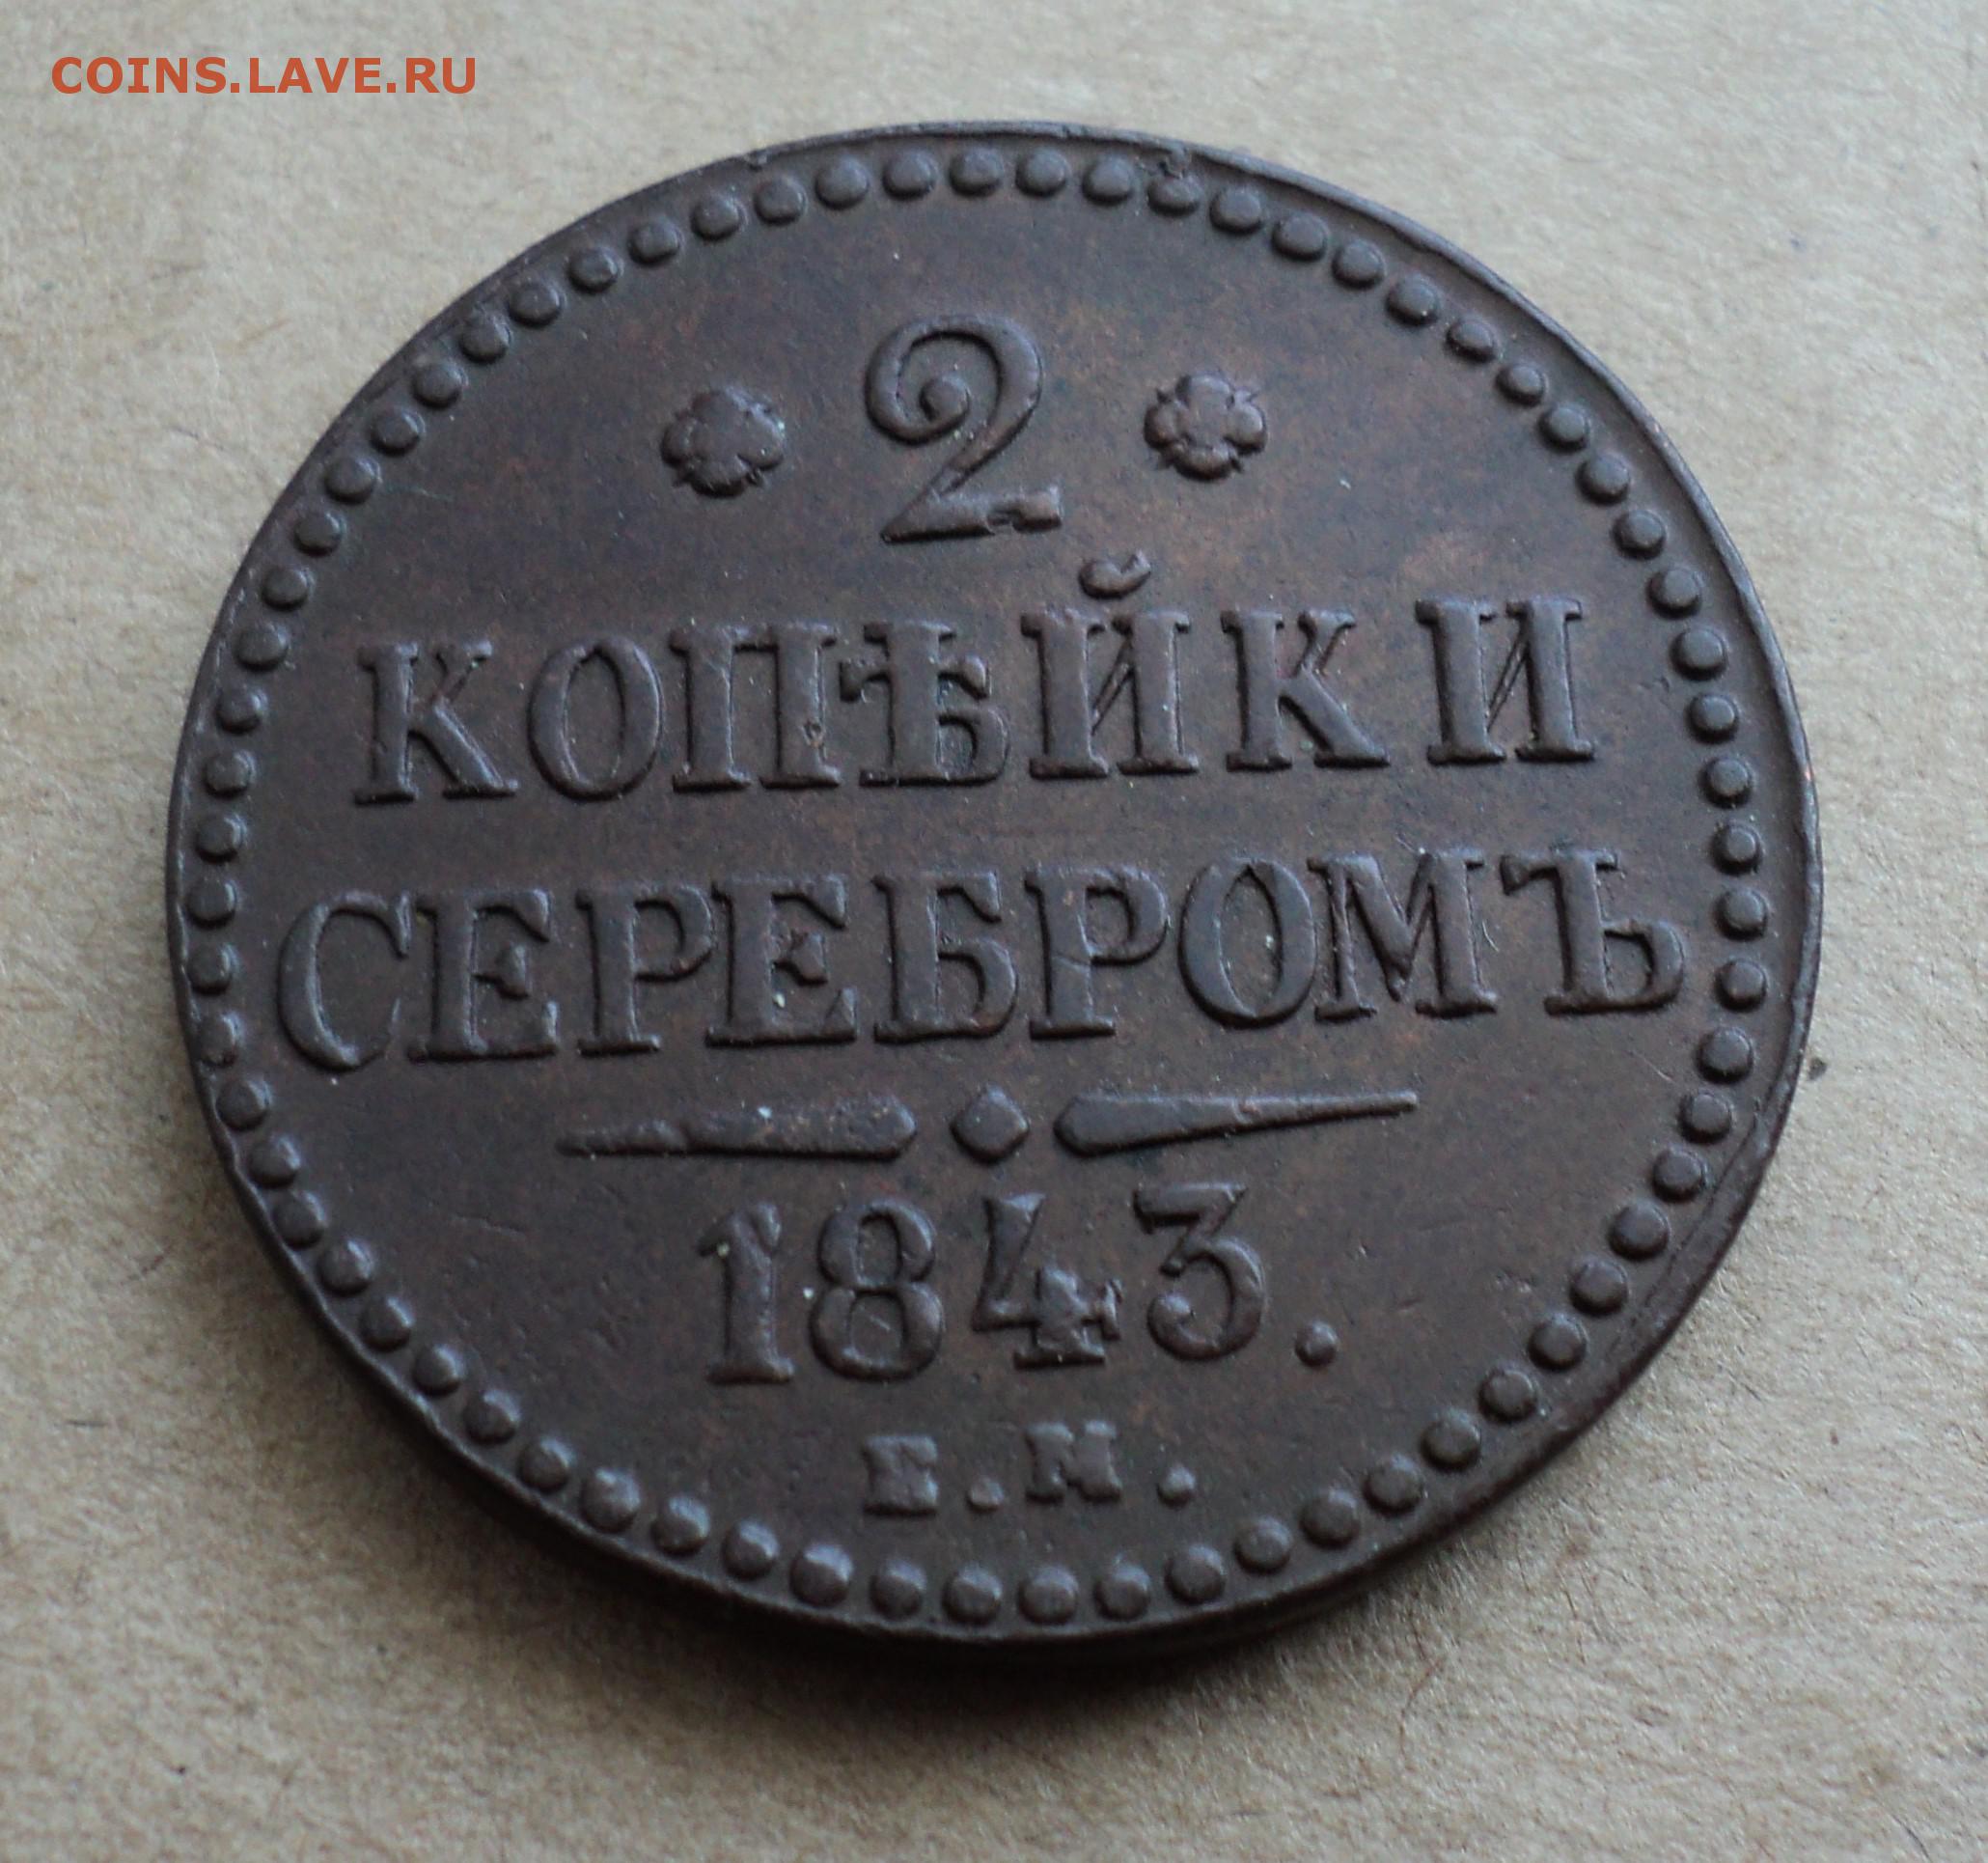 COINS.LAVE.RU
2
КОПѢЙКИ
СЕРЕБРОМЪ
1843.
Е.М.